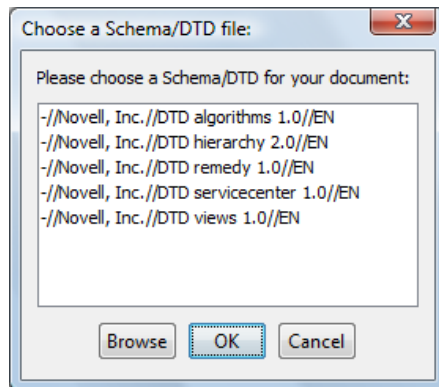 Choose a Schema/DTD file:
Please choose a Schema/DTD for your document:
-//Novell, Inc.//DTD algorithms 1.0//EN
-//Novell, Inc.//DTD hierarchy 2.0//EN
-//Novell, Inc.//DTD remedy 1.0//EN
-//Novell, Inc.//DTD servicecenter 1.0//EN
-//Novell, Inc.//DTD views 1.0//EN
Browse OK Cancel